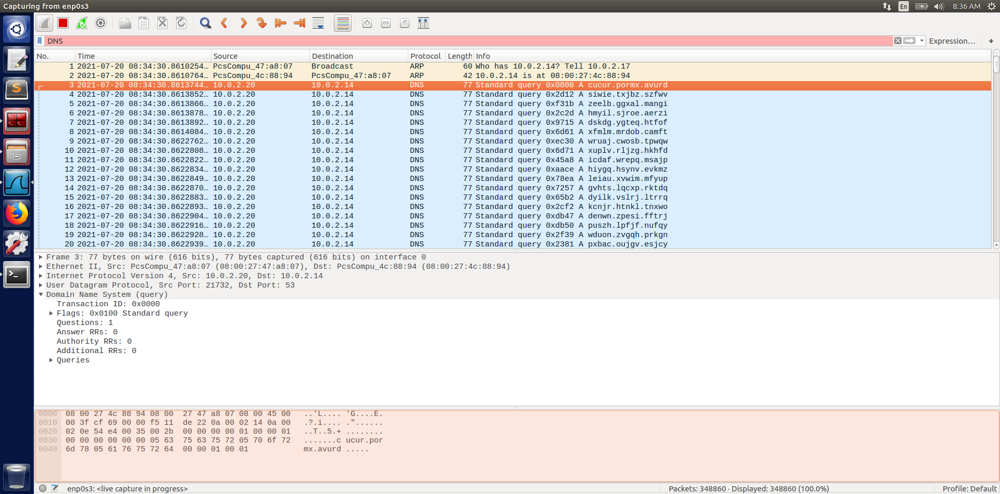 Capturing from enp0s3
En 8:36 AM
DNS Expression… +
No. Time Source Destination Protocol Length Info
1 2021-07-20 08:34:30.8610254… PcsCompu_47:a8:07 Broadcast ARP 60 Who has 10.0.2.14? Tell 10.0.2.17
2 2021-07-20 08:34:30.8610764… PcsCompu_4c:88:94 PcsCompu_47:a8:07 ARP 42 10.0.2.14 is at 08:00:27:4c:88:94
3 2021-07-20 08:34:30.8613744… 10.0.2.20 10.0.2.14 DNS 77 Standard query 0x0000 A cucur.pormx.avurd
4 2021-07-20 08:34:30.8613852… 10.0.2.20 10.0.2.14 DNS 77 Standard query 0x2d12 A siwie.txjbz.szfwv
5 2021-07-20 08:34:30.8613866… 10.0.2.20 10.0.2.14 DNS 77 Standard query 0xf31b A zeelb.ggxal.mangi
6 2021-07-20 08:34:30.8613878… 10.0.2.20 10.0.2.14 DNS 77 Standard query 0x2c2d A hmyil.sjroe.aerzi
7 2021-07-20 08:34:30.8613892… 10.0.2.20 10.0.2.14 DNS 77 Standard query 0x9715 A dskdg.ygteq.htfof
8 2021-07-20 08:34:30.8614084… 10.0.2.20 10.0.2.14 DNS 77 Standard query 0x6d61 A xfmlm.mrdob.camft
9 2021-07-20 08:34:30.8622762… 10.0.2.20 10.0.2.14 DNS 77 Standard query 0xec30 A wruaj.cwosb.tpwqw
10 2021-07-20 08:34:30.8622808… 10.0.2.20 10.0.2.14 DNS 77 Standard query 0x6d71 A xuplv.rljzg.hkhfd
11 2021-07-20 08:34:30.8622822… 10.0.2.20 10.0.2.14 DNS 77 Standard query 0x45a8 A icdaf.wrepq.msajp
12 2021-07-20 08:34:30.8622834… 10.0.2.20 10.0.2.14 DNS 77 Standard query 0xaace A hiygq.hsynv.evkmz
13 2021-07-20 08:34:30.8622849… 10.0.2.20 10.0.2.14 DNS 77 Standard query 0x78ea A leiau.xvwim.mfyup
14 2021-07-20 08:34:30.8622870… 10.0.2.20 10.0.2.14 DNS 77 Standard query 0x7257 A gvhts.lqcxp.rktdq
15 2021-07-20 08:34:30.8622883… 10.0.2.20 10.0.2.14 DNS 77 Standard query 0x65b2 A dyilk.vslrj.ltrrq
16 2021-07-20 08:34:30.8622893… 10.0.2.20 10.0.2.14 DNS 77 Standard query 0x2cf2 A kcnjr.htnkl.tnxwo
17 2021-07-20 08:34:30.8622904… 10.0.2.20 10.0.2.14 DNS 77 Standard query 0xdb47 A denwn.zpesi.fftrj
18 2021-07-20 08:34:30.8622916… 10.0.2.20 10.0.2.14 DNS 77 Standard query 0xdb50 A puszh.lpfjf.nufqy
19 2021-07-20 08:34:30.8622928… 10.0.2.20 10.0.2.14 DNS 77 Standard query 0x2f39 A wduon.zvgqh.prkgn
20 2021-07-20 08:34:30.8622939… 10.0.2.20 10.0.2.14 DNS 77 Standard query 0x2381 A pxbac.oujgv.esjcy
Frame 3: 77 bytes on wire (616 bits), 77 bytes captured (616 bits) on interface 0
Ethernet II, Src: PcsCompu_47:a8:07 (08:00:27:47:a8:07), Dst: PcsCompu_4c:88:94 (08:00:27:4c:88:94)
Internet Protocol Version 4, Src: 10.0.2.20, Dst: 10.0.2.14
User Datagram Protocol, Src Port: 21732, Dst Port: 53
Domain Name System (query)
Transaction ID: 0x0000
Flags: 0x0100 Standard query
Questions: 1
Answer RRs: 0
Authority RRs: 0
Additional RRs: 0
Queries
0000 08 00 27 4c 88 94 08 00 27 47 a8 07 08 00 45 00 ..'L.... 'G....E.
0010 00 3f cf 69 00 00 f5 11 de 22 0a 00 02 14 0a 00 .?.i.... ."......
0020 02 0e 54 e4 00 35 00 2b 00 00 00 00 01 00 00 01 ..T..5.+ ........
0030 00 00 00 00 00 00 05 63 75 63 75 72 05 70 6f 72 .......c ucur.por
0040 6d 78 05 61 76 75 72 64 00 00 01 00 01 mx.avurd .....
enp0s3: <live capture in progress> Packets: 348860 · Displayed: 348860 (100.0%) Profile: Default